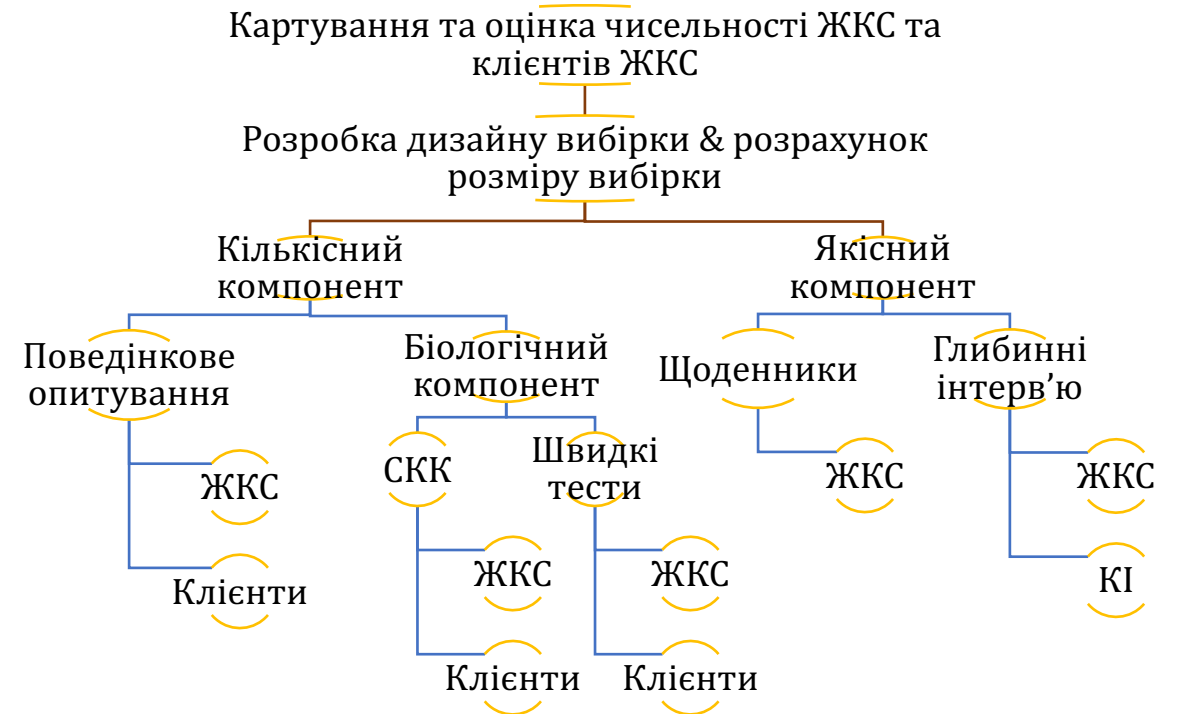 Картування та оцінка чисельності ЖКС та
клієнтів ЖКС
Розробка дизайну вибірки & розрахунок
розміру вибірки
Кількісний
компонент
Якісний
компонент
Поведінкове
опитування
Біологічний
компонент
Щоденники
Глибинні
інтерв’ю
ЖКС
Клієнти
СКК
Швидкі
тести
ЖКС
Клієнти
ЖКС
Клієнти
ЖКС
ЖКС
КІ